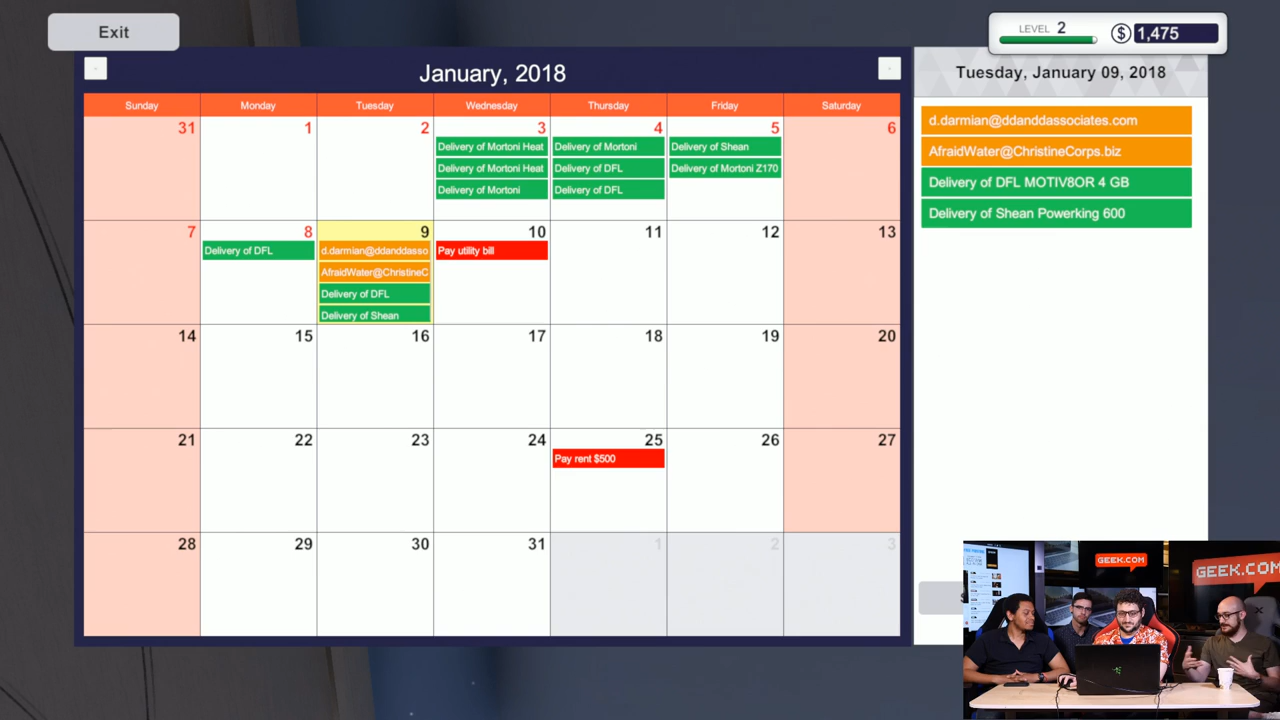 Exit
LEVEL 2
$ 1,475
January, 2018
Tuesday, January 09, 2018
Sunday Monday Tuesday Wednesday Thursday Friday Saturday
31 1 2 3 4 5 6
Delivery of Mortoni Heat
Delivery of Mortoni Heat
Delivery of Mortoni
Delivery of Mortoni
Delivery of DFL
Delivery of DFL
Delivery of Shean
Delivery of Mortoni Z170
7 8 9 10 11 12 13
Delivery of DFL
d.darmian@ddanddasso
AfraidWater@ChristineC
Delivery of DFL
Delivery of Shean
Pay utility bill
14 15 16 17 18 19 20
21 22 23 24 25 26 27
Pay rent $500
28 29 30 31 1 2 3
d.darmian@ddanddassociates.com
AfraidWater@ChristineCorps.biz
Delivery of DFL MOTIV8OR 4 GB
Delivery of Shean Powerking 600
GEEK.COM
GEEK.COM